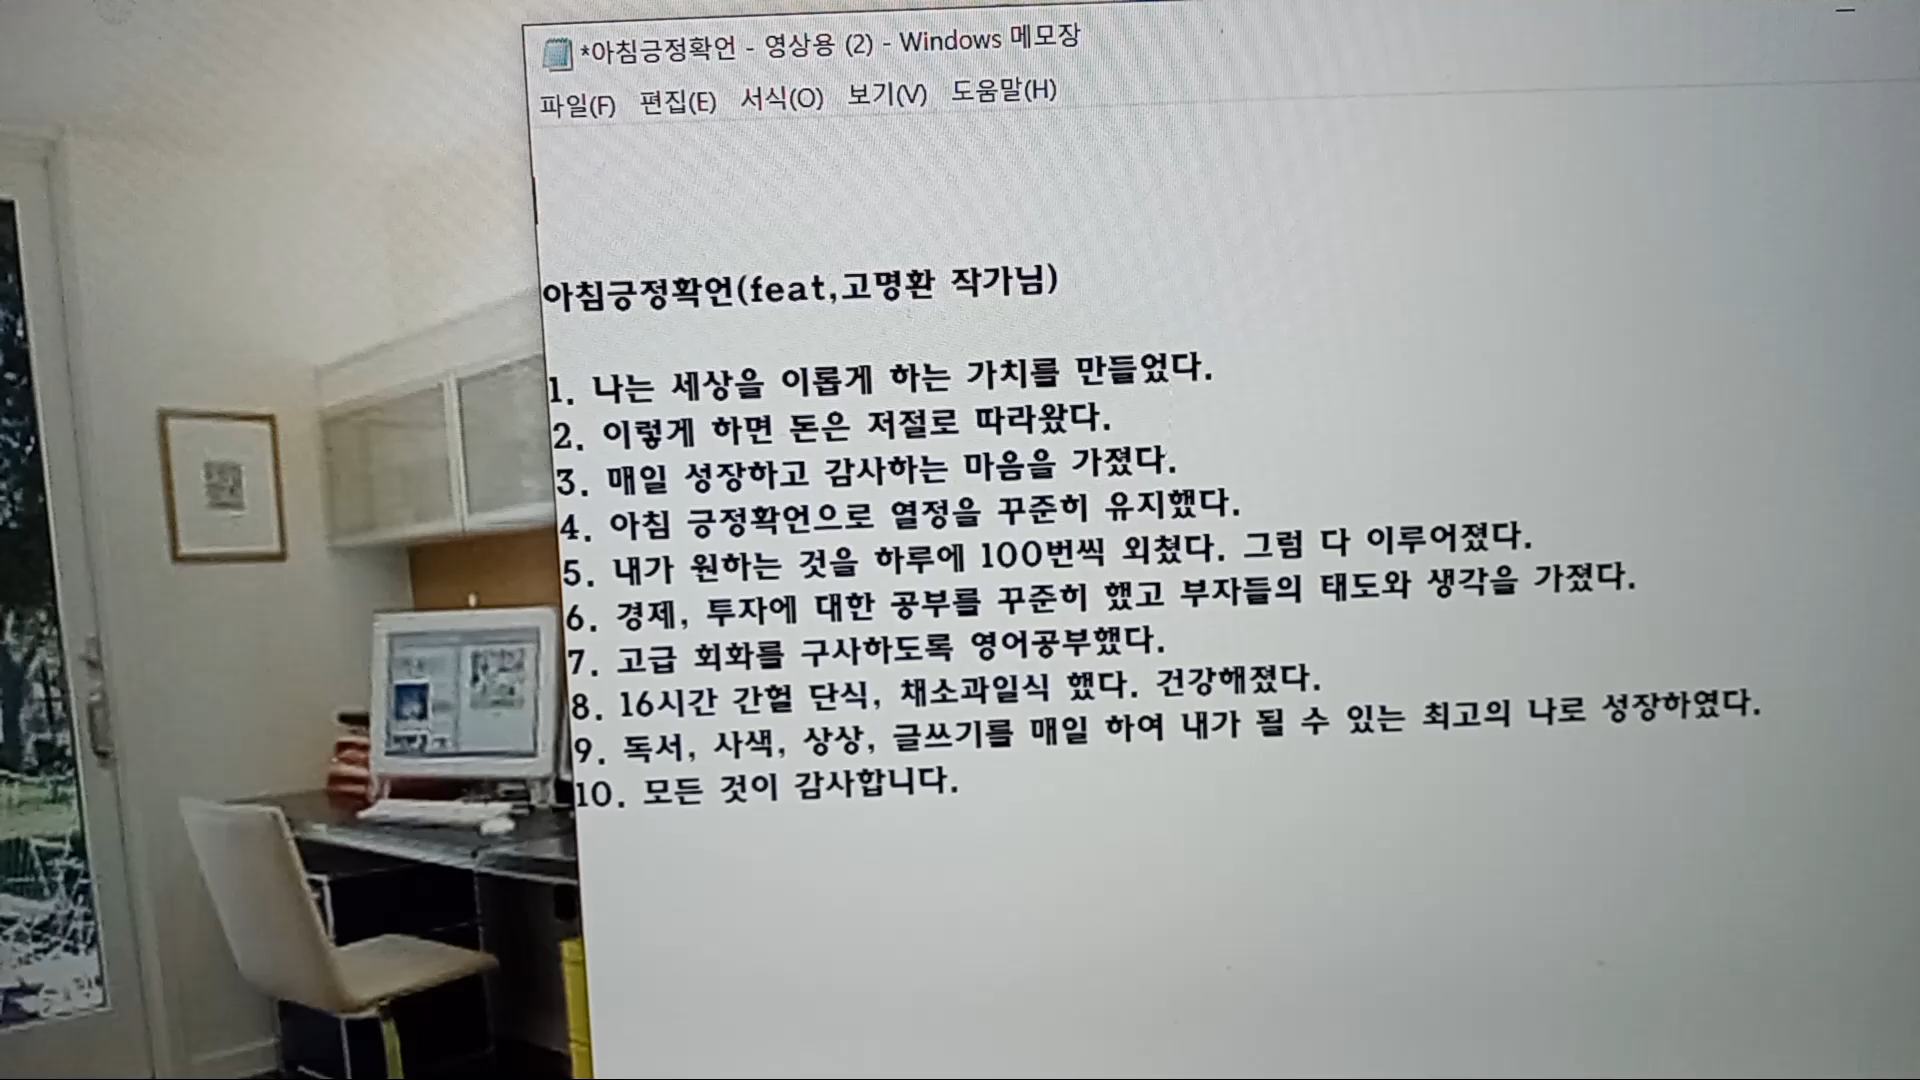 *아침긍정확언 - 영상용 (2) - Windows 메모장
파일(F) 편집(E) 서식(O) 보기(V) 도움말(H)
아침긍정확언(feat,고명환 작가님)
1. 나는 세상을 이롭게 하는 가치를 만들었다.
2. 이렇게 하면 돈은 저절로 따라왔다.
3. 매일 성장하고 감사하는 마음을 가졌다.
4. 아침 긍정확언으로 열정을 꾸준히 유지했다.
5. 내가 원하는 것을 하루에 100번씩 외쳤다. 그럼 다 이루어졌다.
6. 경제, 투자에 대한 공부를 꾸준히 했고 부자들의 태도와 생각을 가졌다.
7. 고급 회화를 구사하도록 영어공부했다.
8. 16시간 간헐 단식, 채소과일식 했다. 건강해졌다.
9. 독서, 사색, 상상, 글쓰기를 매일 하여 내가 될 수 있는 최고의 나로 성장하였다.
10. 모든 것이 감사합니다.